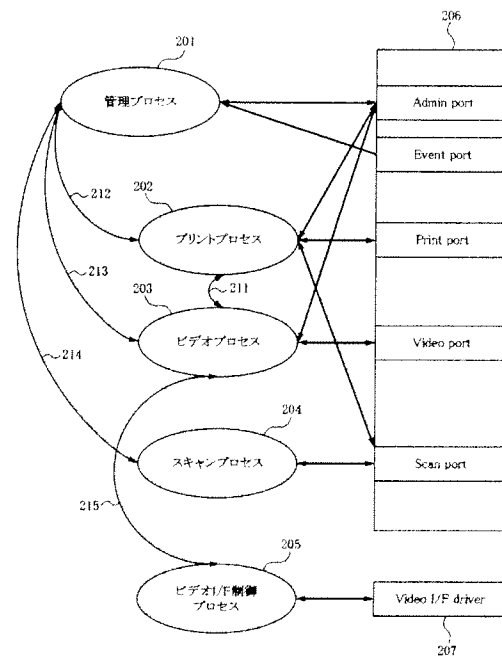 201
206
管理プロセス
Admin port
Event port
212
202
プリントプロセス
Print port
213
203
211
ビデオプロセス
Video port
214
204
スキャンプロセス
Scan port
215
205
ビデオI/F制御
プロセス
Video I/F driver
207